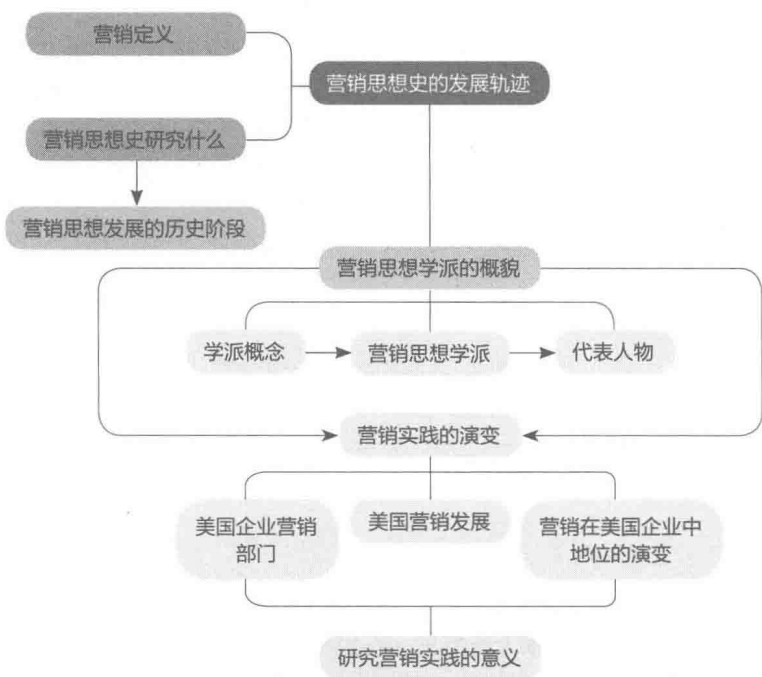 营销定义
营销思想史的发展轨迹
营销思想史研究什么
营销思想发展的历史阶段
营销思想学派的概貌
学派概念
营销思想学派
代表人物
营销实践的演变
美国企业营销
部门
美国营销发展
营销在美国企业中
地位的演变
研究营销实践的意义